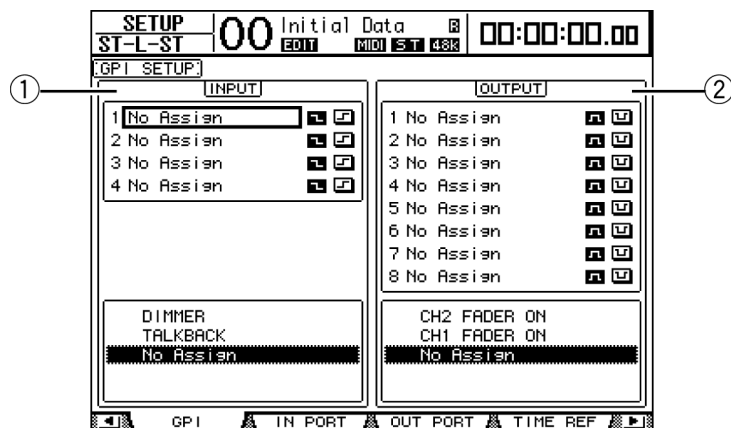 SETUP
ST-L-ST
00 Initial Data R
EDIT MIDI ST 48K
00:00:00.00
GPI SETUP
1
INPUT
OUTPUT
2
1 No Assign
2 No Assign
3 No Assign
4 No Assign
1 No Assign
2 No Assign
3 No Assign
4 No Assign
5 No Assign
6 No Assign
7 No Assign
8 No Assign
DIMMER
TALKBACK
No Assign
CH2 FADER ON
CH1 FADER ON
No Assign
GPI IN PORT OUT PORT TIME REF